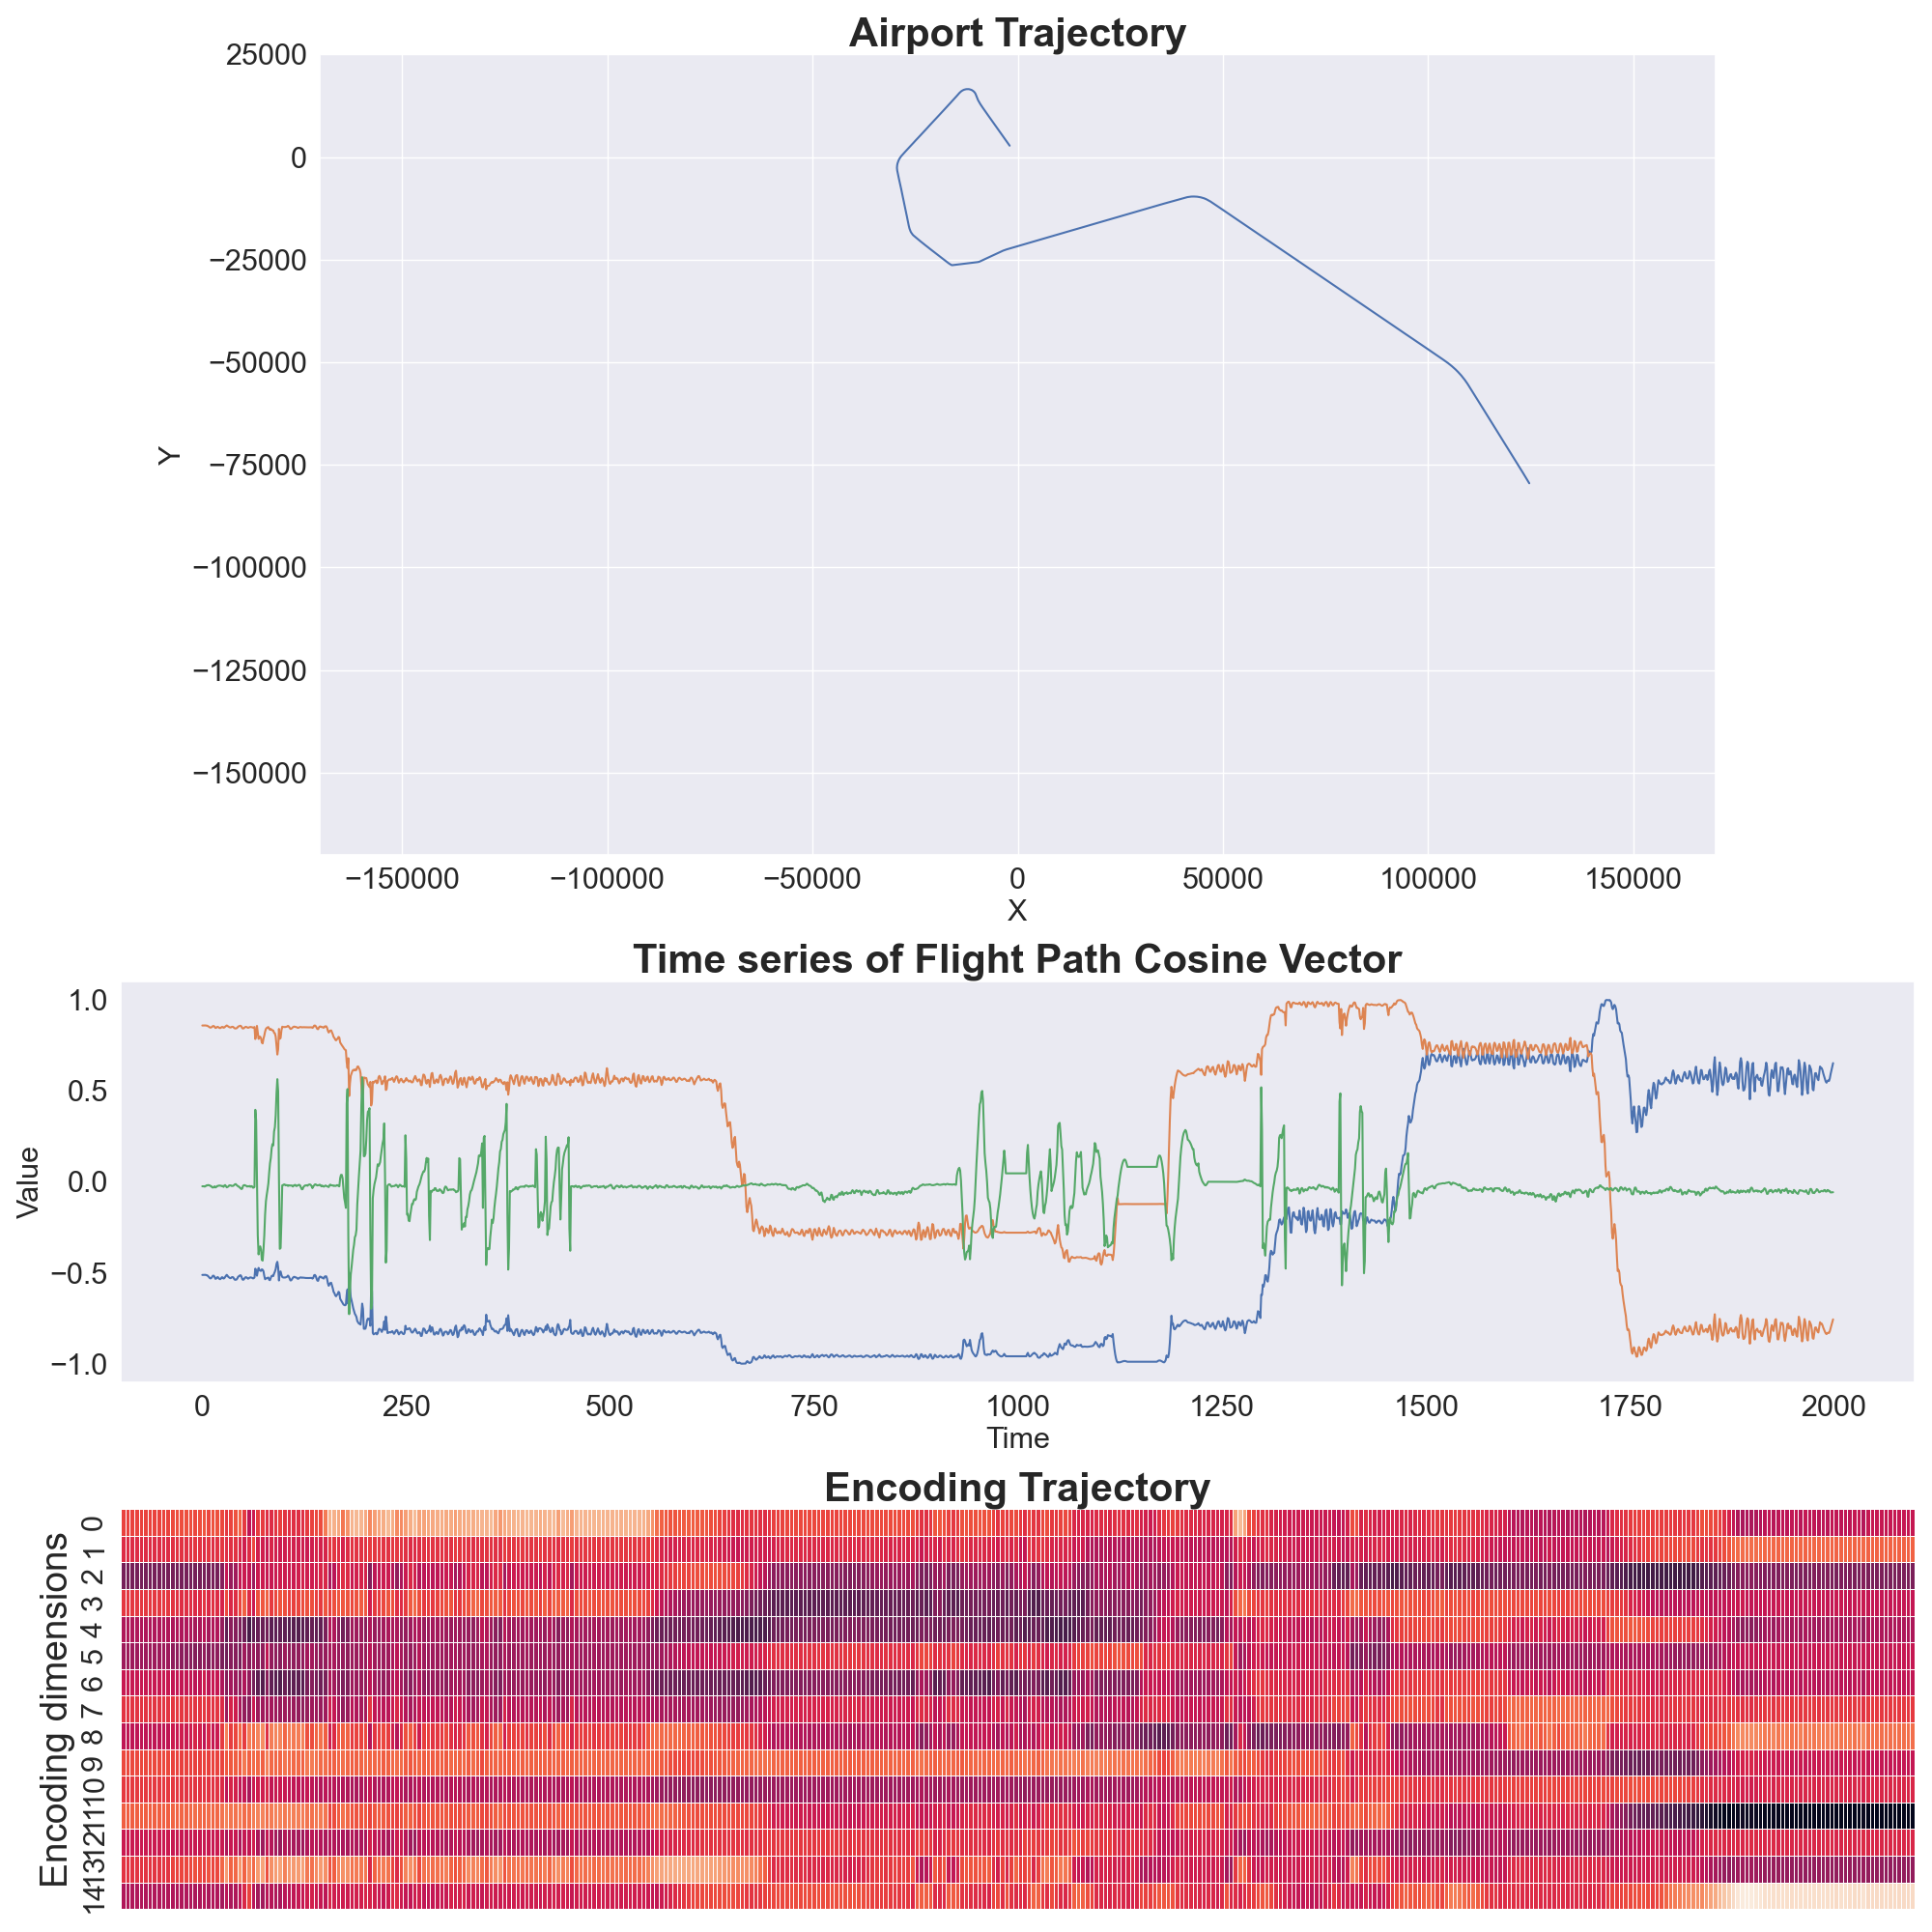 Airport Trajectory
25000
0
−25000
−50000
−75000
−100000
−125000
−150000
Y
−150000 −100000 −50000 0 50000 100000 150000
X
Time series of Flight Path Cosine Vector
1.0
0.5
0.0
−0.5
−1.0
Value
0 250 500 750 1000 1250 1500 1750 2000
Time
Encoding Trajectory
Encoding dimensions
0
1
2
3
4
5
6
7
8
9
10
11
12
13
14